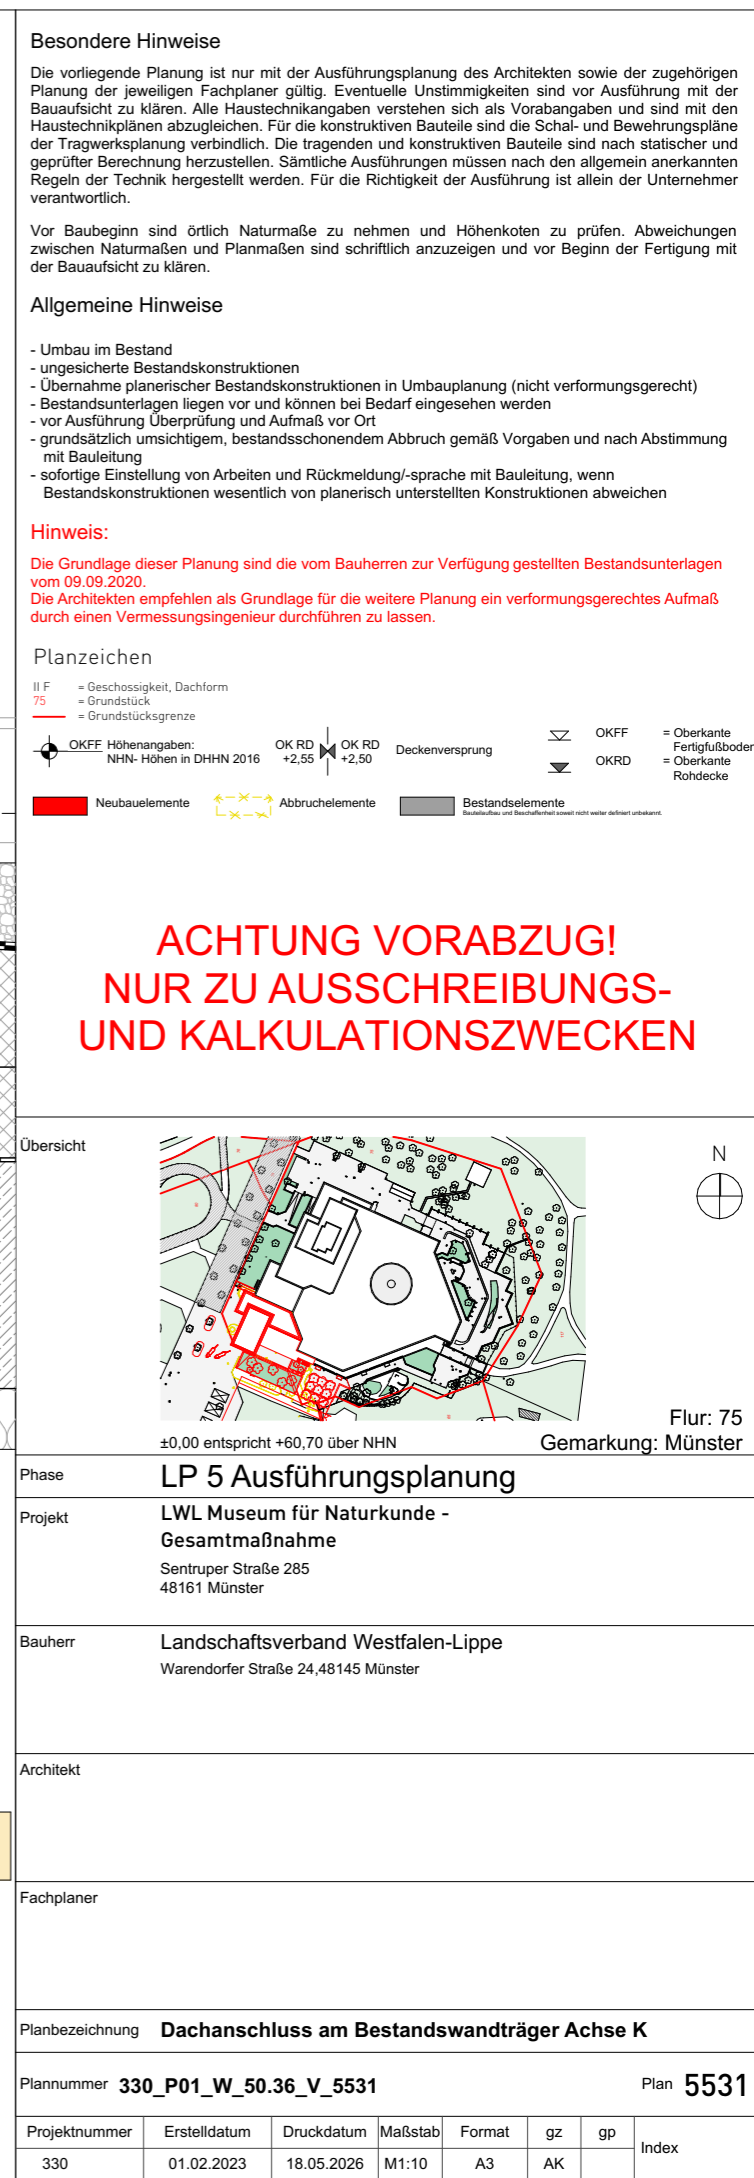 Besondere Hinweise
Die vorliegende Planung ist nur mit der Ausführungsplanung des Architekten sowie der zugehörigen
Planung der jeweiligen Fachplaner gültig. Eventuelle Unstimmigkeiten sind vor Ausführung mit der
Bauaufsicht zu klären. Alle Haustechnikangaben verstehen sich als Vorabangaben und sind mit den
Haustechnikplänen abzugleichen. Für die konstruktiven Bauteile sind die Schal- und Bewehrungspläne
der Tragwerksplanung verbindlich. Die tragenden und konstruktiven Bauteile sind nach statischer und
geprüfter Berechnung herzustellen. Sämtliche Ausführungen müssen nach den allgemein anerkannten
Regeln der Technik hergestellt werden. Für die Richtigkeit der Ausführung ist allein der Unternehmer
verantwortlich.
Vor Baubeginn sind örtlich Naturmaße zu nehmen und Höhenkoten zu prüfen. Abweichungen
zwischen Naturmaßen und Planmaßen sind schriftlich anzuzeigen und vor Beginn der Fertigung mit
der Bauaufsicht zu klären.
Allgemeine Hinweise
- Umbau im Bestand
- ungesicherte Bestandskonstruktionen
- Übernahme planerischer Bestandskonstruktionen in Umbauplanung (nicht verformungsgerecht)
- Bestandsunterlagen liegen vor und können bei Bedarf eingesehen werden
- vor Ausführung Überprüfung und Aufmaß vor Ort
- grundsätzlich umsichtigem, bestandsschonendem Abbruch gemäß Vorgaben und nach Abstimmung
mit Bauleitung
- sofortige Einstellung von Arbeiten und Rückmeldung/-sprache mit Bauleitung, wenn
Bestandskonstruktionen wesentlich von planerisch unterstellten Konstruktionen abweichen
Hinweis:
Die Grundlage dieser Planung sind die vom Bauherren zur Verfügung gestellten Bestandsunterlagen
vom 09.09.2020.
Die Architekten empfehlen als Grundlage für die weitere Planung ein verformungsgerechtes Aufmaß
durch einen Vermessungsingenieur durchführen zu lassen.
Planzeichen
II F = Geschossigkeit, Dachform
75 = Grundstück
= Grundstücksgrenze
OKFF Höhenangaben:
NHN- Höhen in DHHN 2016
OK RD +2,55
OK RD +2,50
Deckenversprung
OKFF = Oberkante
Fertigfußboden
OKRD = Oberkante
Rohdecke
Neubauelemente Abbruchelemente Bestandselemente
Bauteilaufbau und Beschaffenheit soweit nicht weiter definiert unbekannt.
ACHTUNG VORABZUG!
NUR ZU AUSSCHREIBUNGS-
UND KALKULATIONSZWECKEN
Übersicht
N
Flur: 75
±0,00 entspricht +60,70 über NHN Gemarkung: Münster
Phase LP 5 Ausführungsplanung
Projekt LWL Museum für Naturkunde -
Gesamtmaßnahme
Sentruper Straße 285
48161 Münster
Bauherr Landschaftsverband Westfalen-Lippe
Warendorfer Straße 24,48145 Münster
Architekt
Fachplaner
Planbezeichnung Dachanschluss am Bestandswandträger Achse K
Plannummer 330_P01_W_50.36_V_5531 Plan 5531
Projektnummer Erstelldatum Druckdatum Maßstab Format gz gp Index
330 01.02.2023 18.05.2026 M1:10 A3 AK